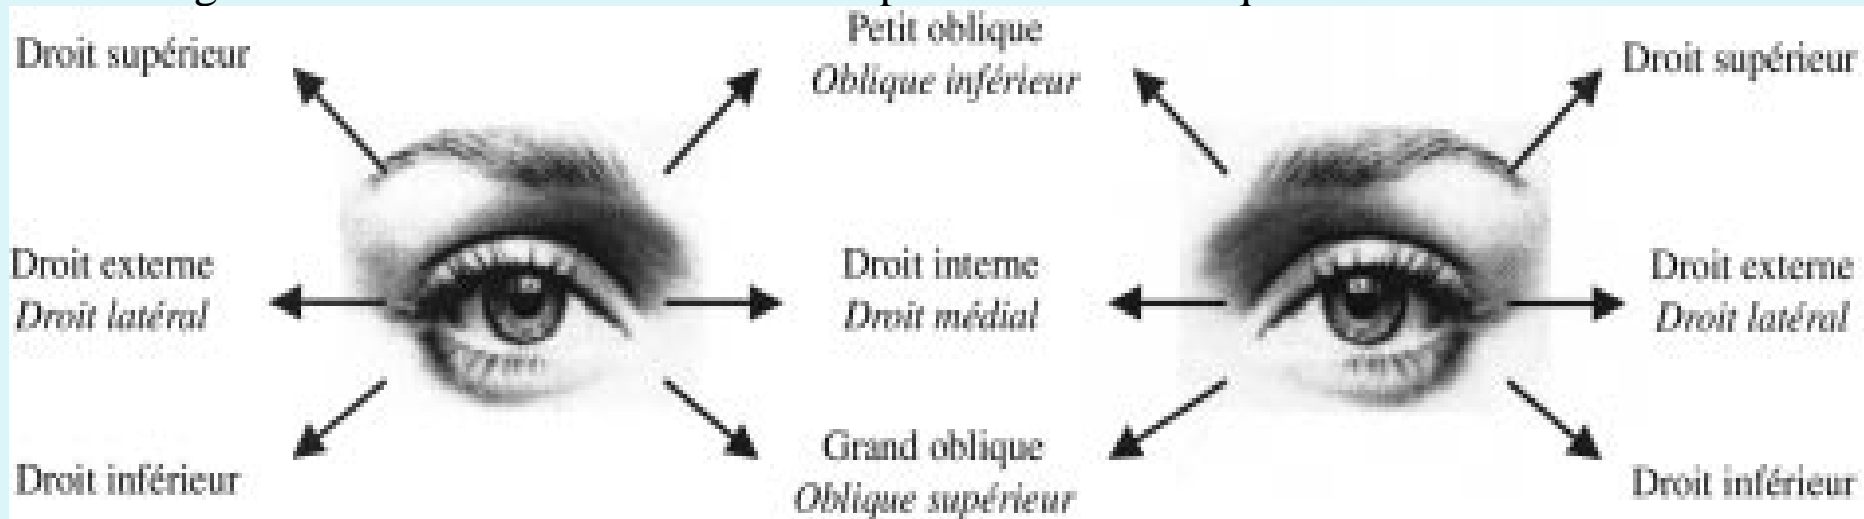 Droit supérieur
Petit oblique
Oblique inférieur
Droit supérieur
Droit externe
Droit latéral
Droit interne
Droit médial
Droit externe
Droit latéral
Droit inférieur
Grand oblique
Oblique supérieur
Droit inférieur